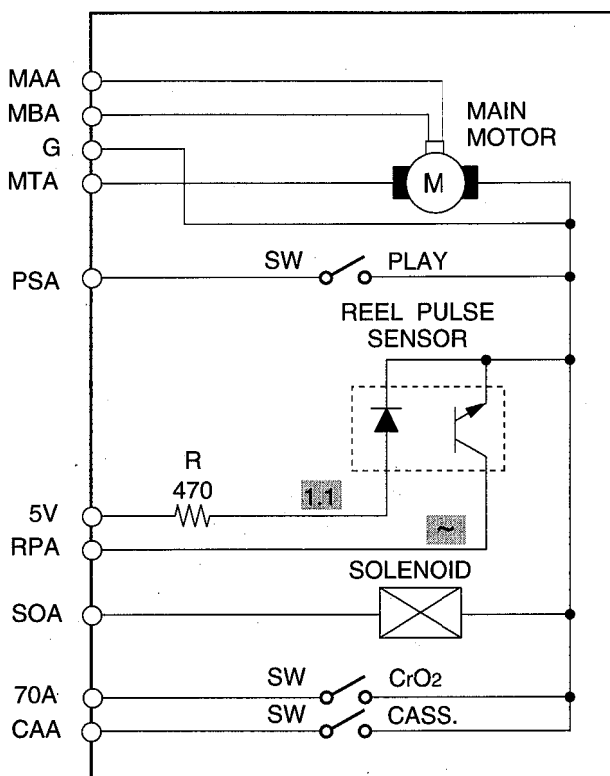 MAA
MBA
MAIN
MOTOR
G
MTA
M
PSA
SW
PLAY
REEL PULSE
SENSOR
R
470
1.1
5V
~
RPA
SOLENOID
SOA
SW
CrO2
70A
SW
CASS.
CAA